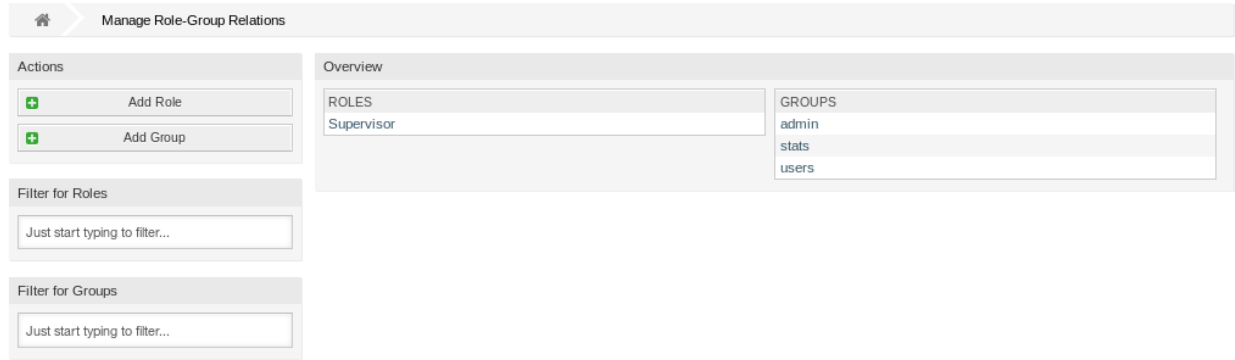 Manage Role-Group Relations
Actions
Add Role
Add Group
Filter for Roles
Just start typing to filter...
Filter for Groups
Just start typing to filter...
Overview
ROLES
Supervisor
GROUPS
admin
stats
users